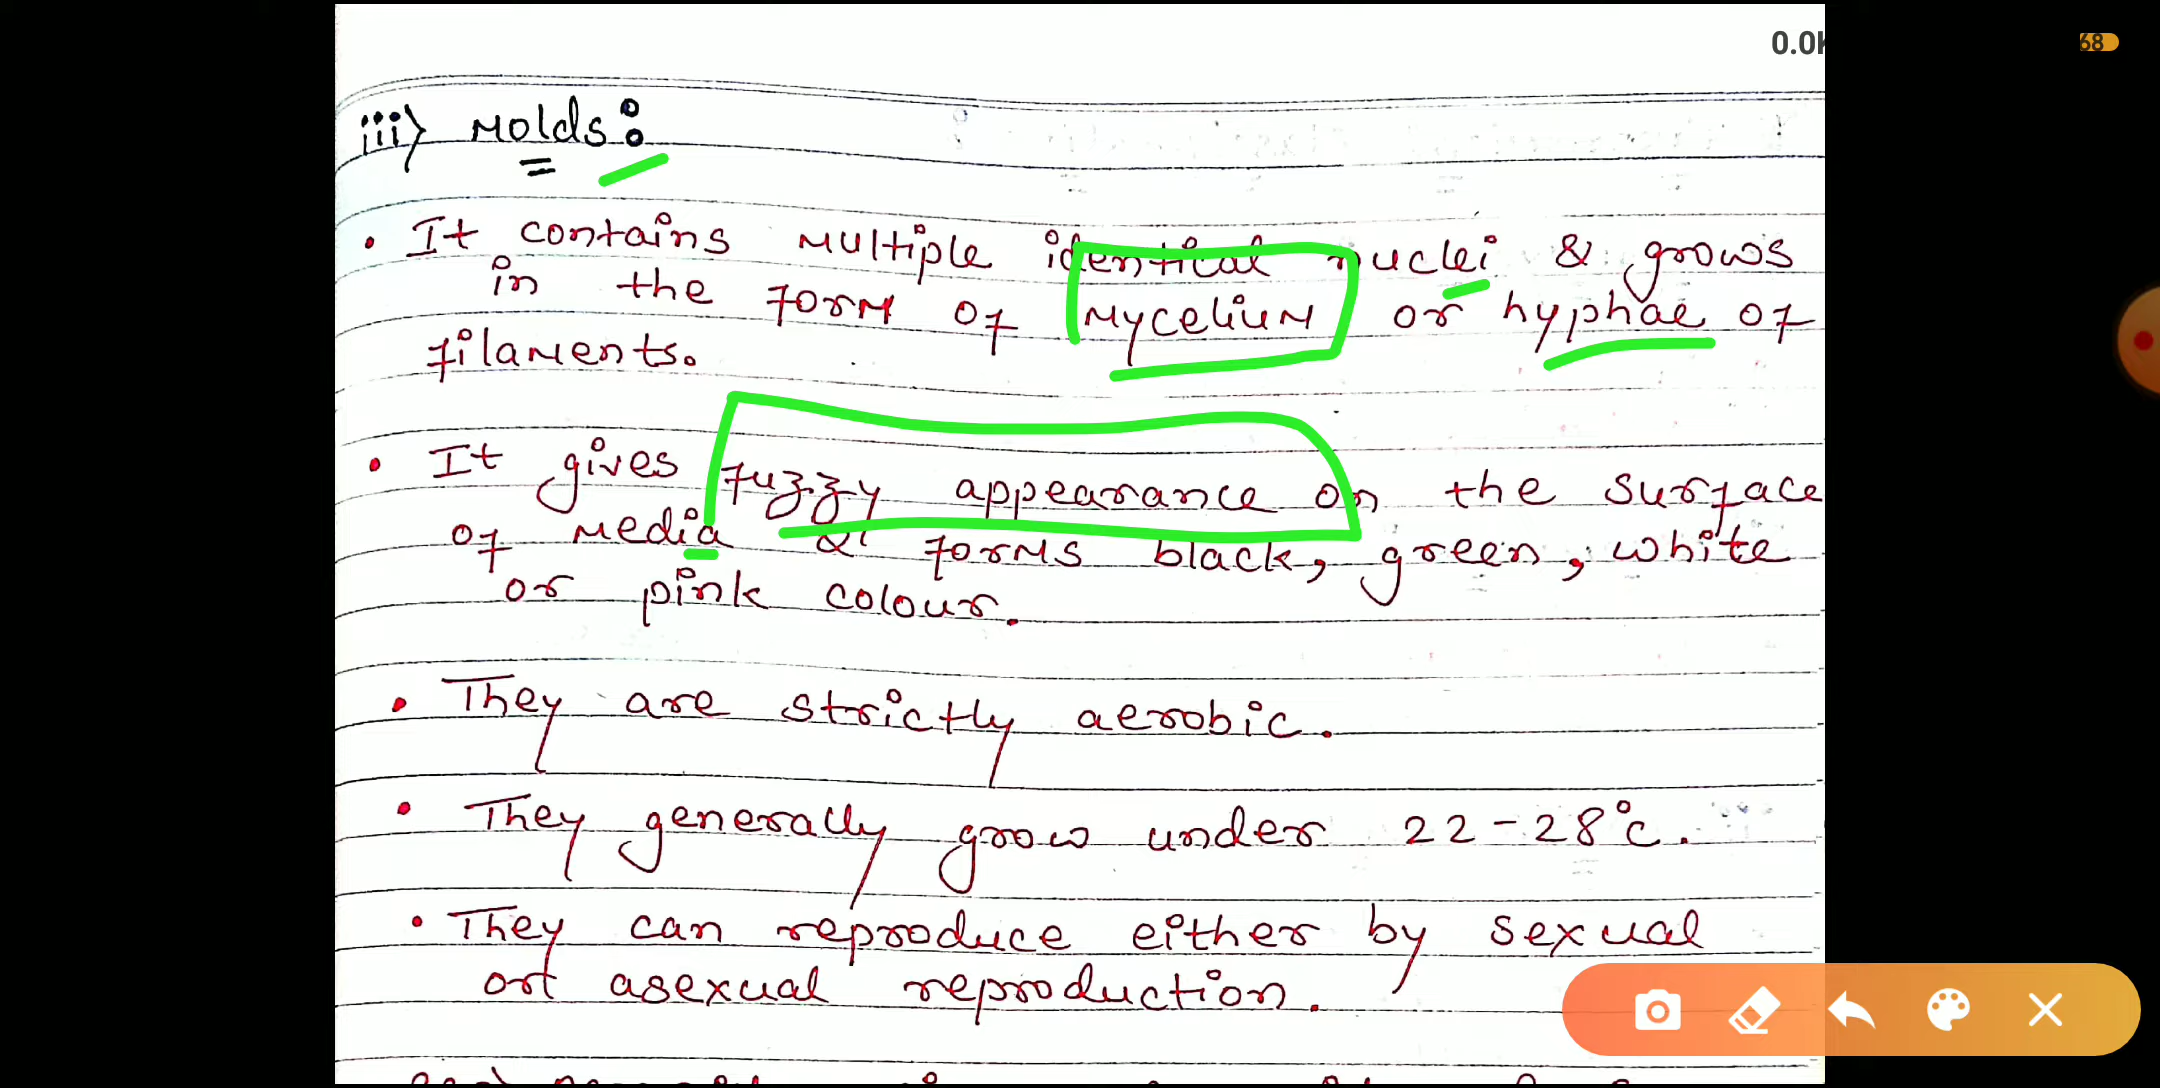 0.0
68
iii) Molds:
• It contains multiple identical nuclei & grows
in the form of mycelium or hyphae of
filaments.
• It gives fuzzy appearance on the surface
of media & forms black, green, white
or pink colour.
• They are strictly aerobic.
• They generally grow under 22-28°c.
• They can reproduce either by sexual
or asexual reproduction.